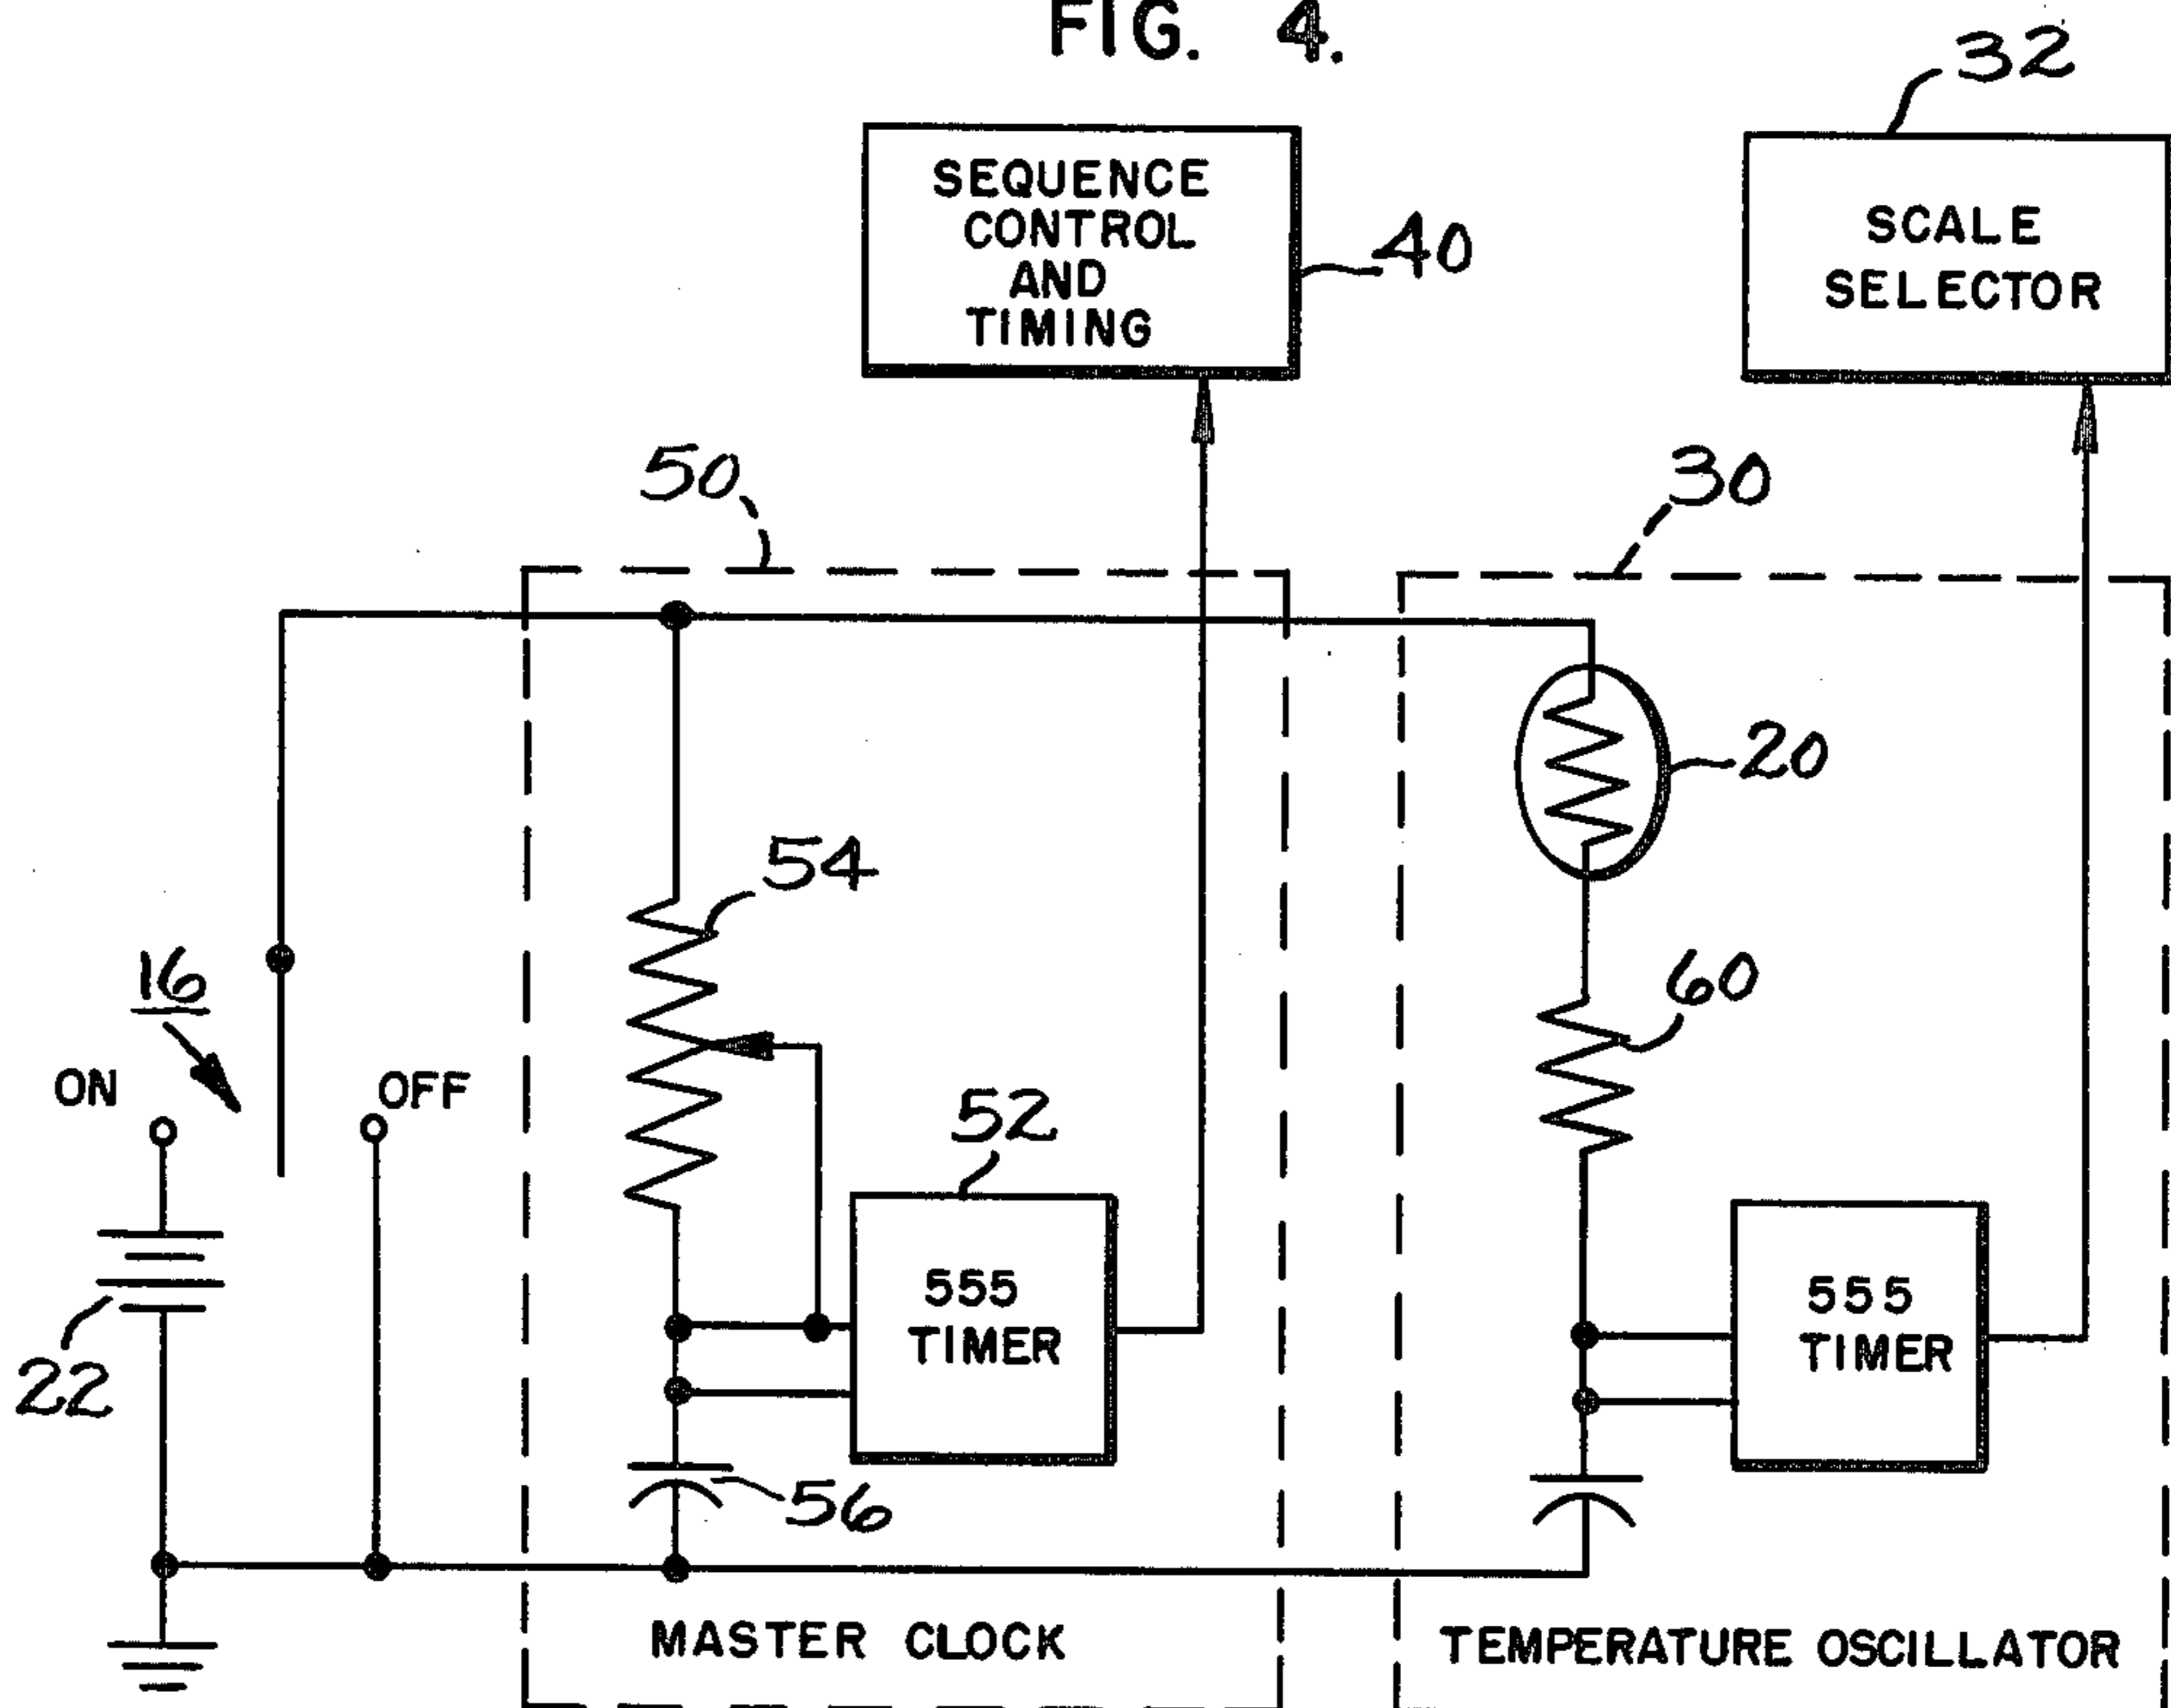 FIG. 4.
32
SEQUENCE
CONTROL
AND
TIMING
40
SCALE
SELECTOR
50
30
20
54
60
16
ON
OFF
52
555
TIMER
555
TIMER
22
56
MASTER CLOCK
TEMPERATURE OSCILLATOR